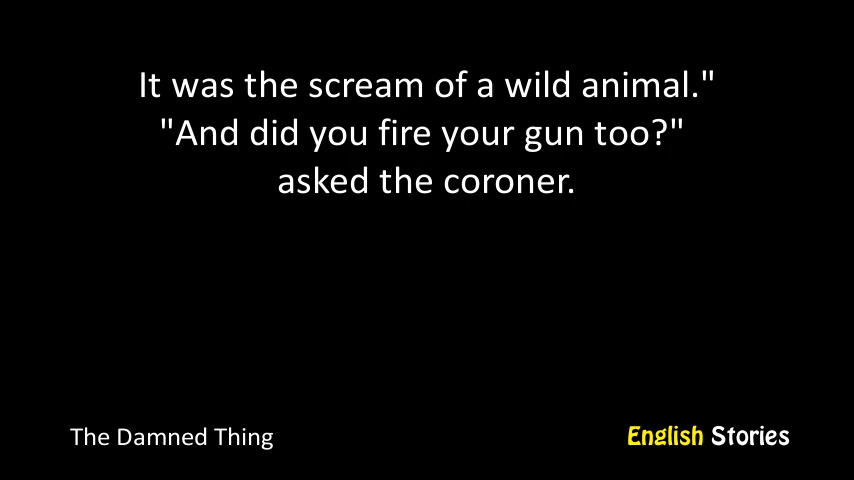 It was the scream of a wild animal."
"And did you fire your gun too?"
asked the coroner.
The Damned Thing
English Stories